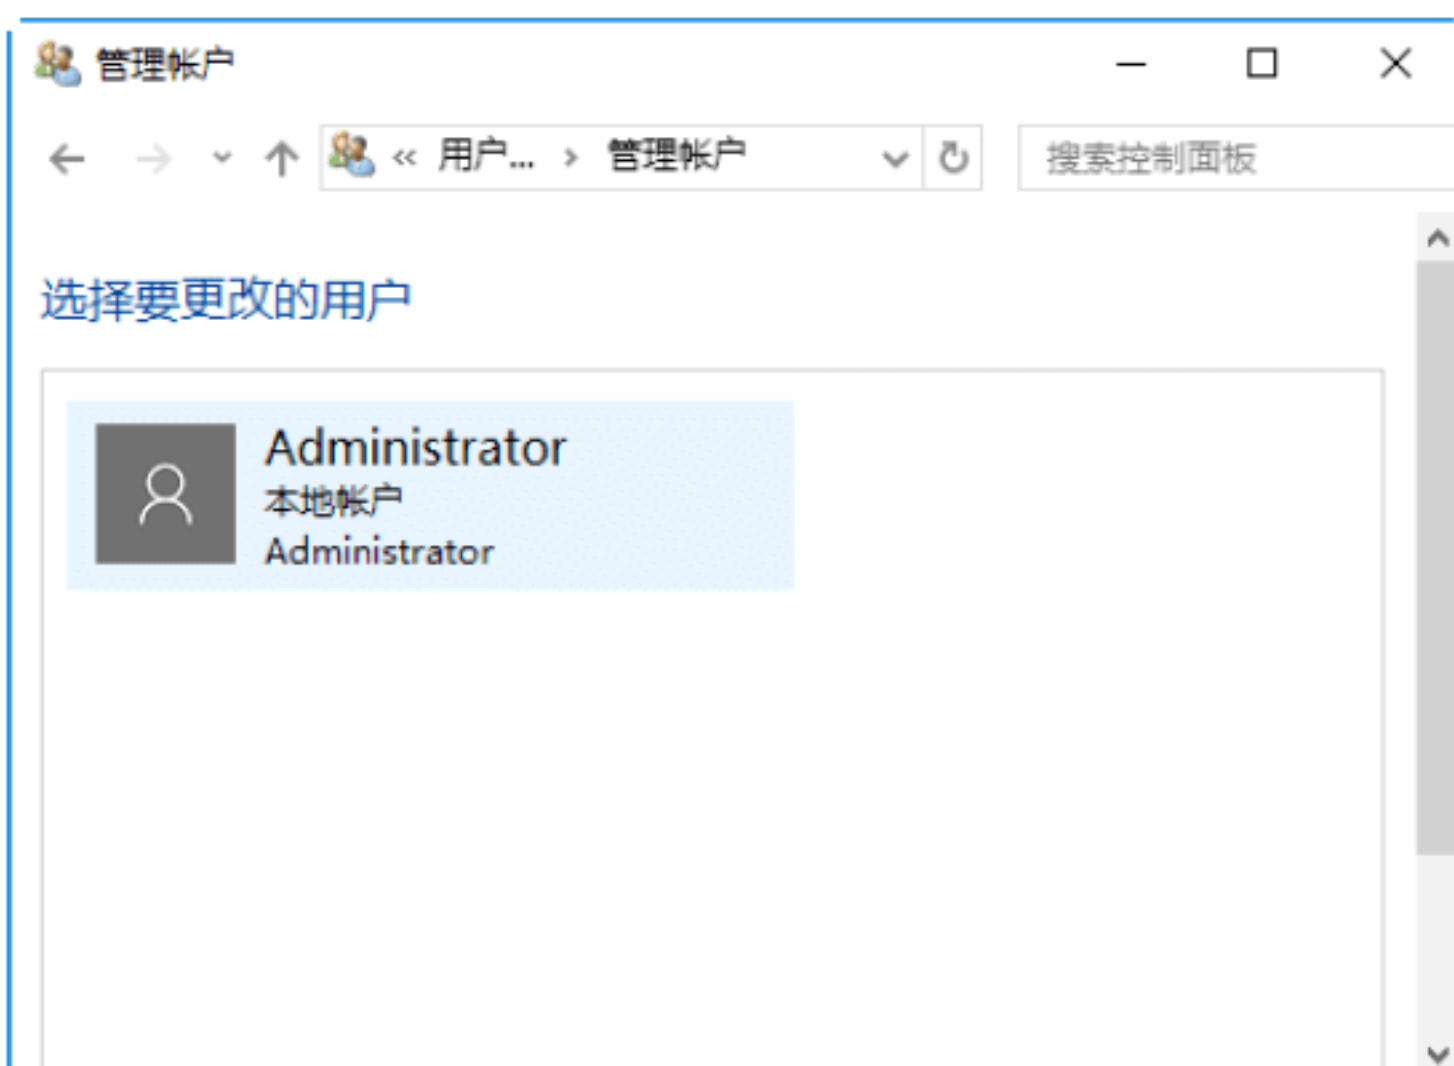 管理帐户
« 用户... › 管理帐户
搜索控制面板
选择要更改的用户
Administrator
本地帐户
Administrator